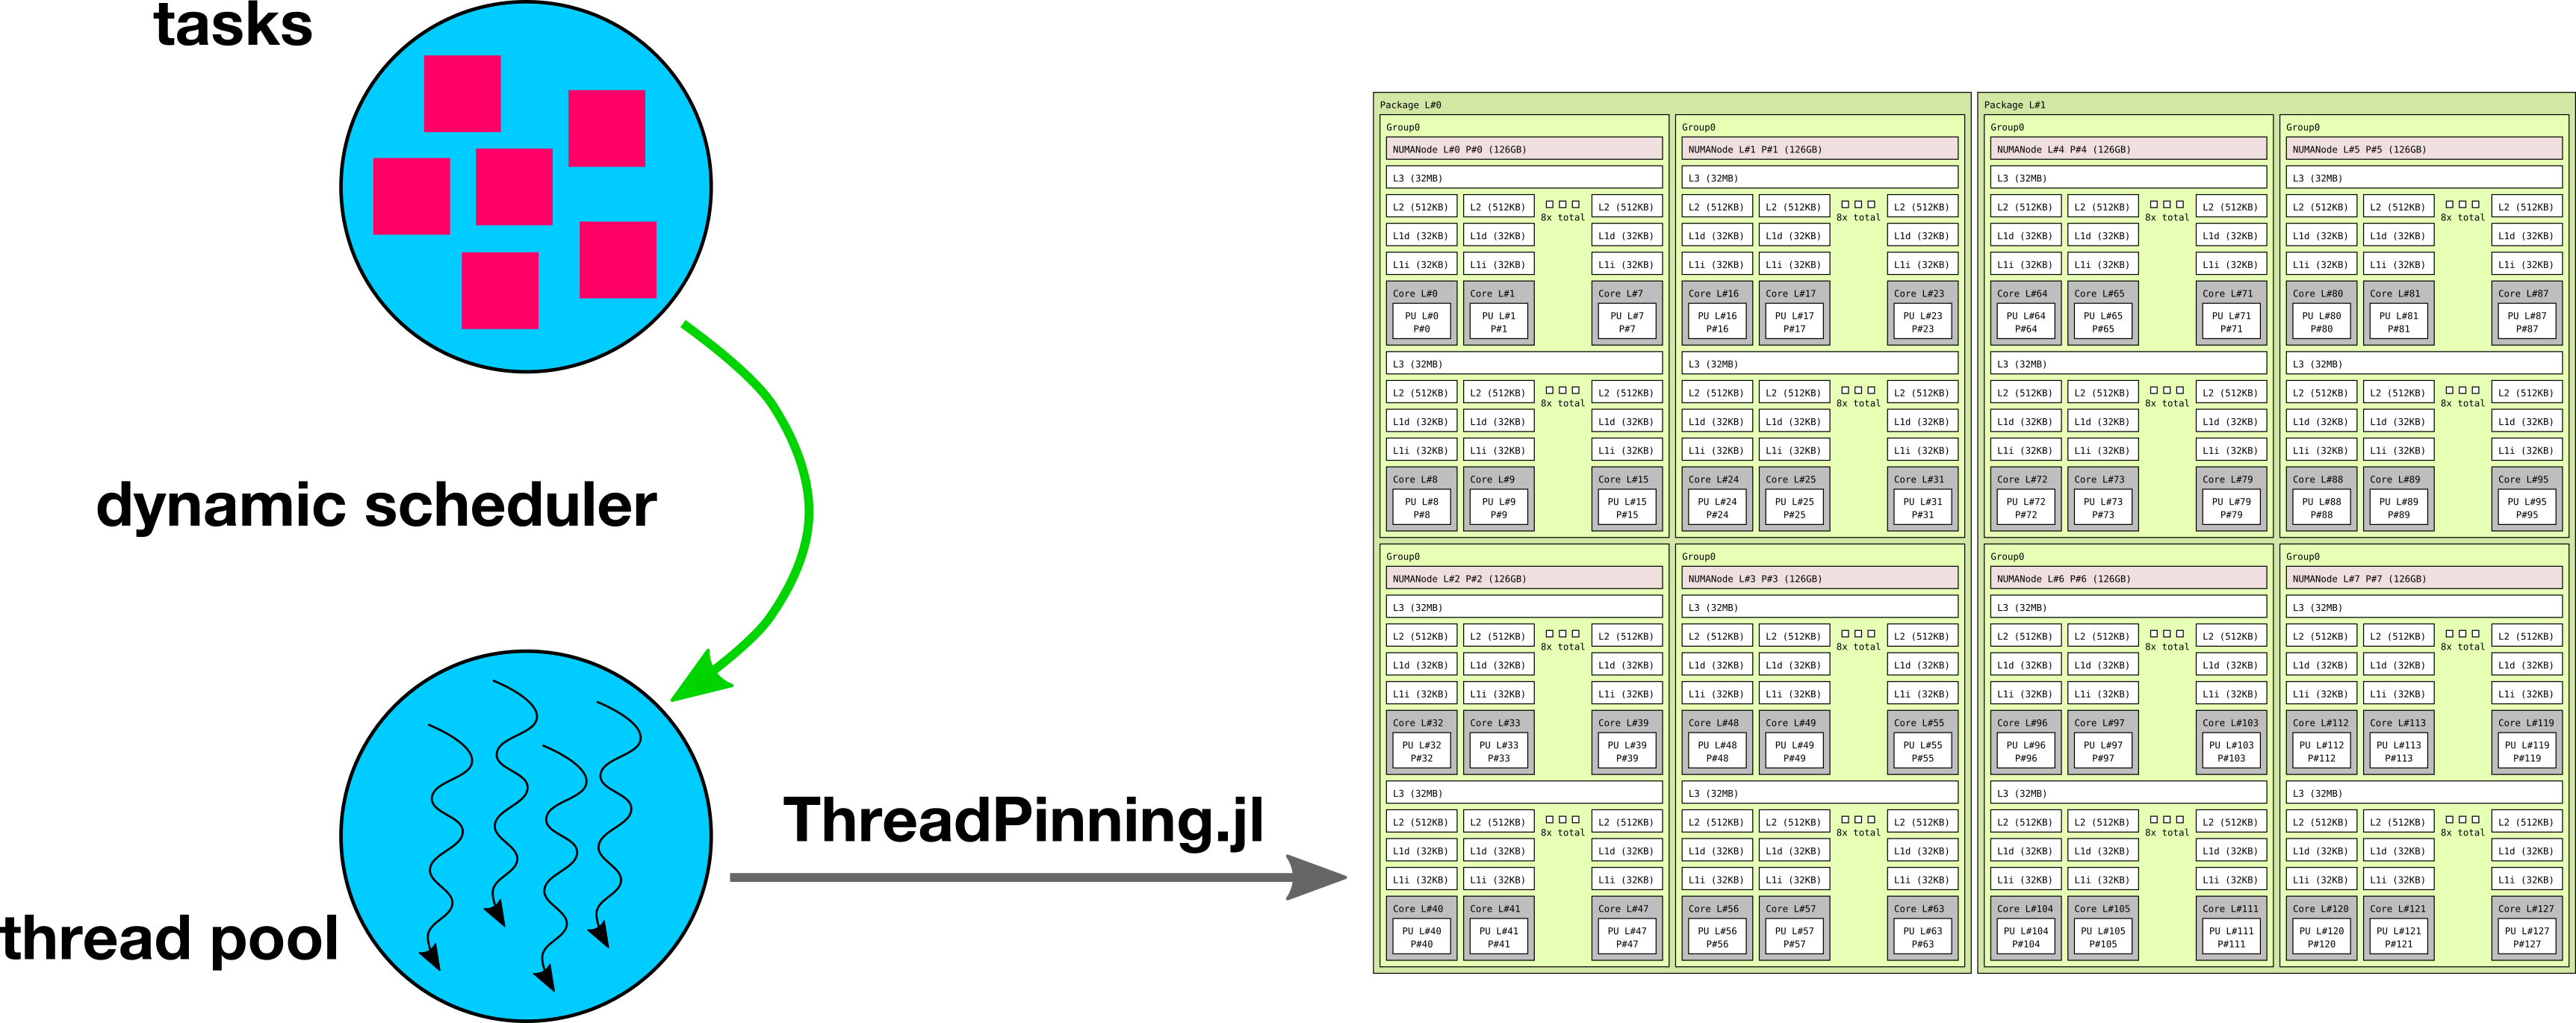 tasks
dynamic scheduler
thread pool
ThreadPinning.jl
Package L#0
Group0
NUMANode L#0 P#0 (126GB)
L3 (32MB)
L2 (512KB) L2 (512KB) L2 (512KB)
8x total
L1d (32KB) L1d (32KB) L1d (32KB)
L1i (32KB) L1i (32KB) L1i (32KB)
Core L#0 Core L#1 Core L#7
PU L#0 PU L#1 PU L#7
P#0 P#1 P#7
L3 (32MB)
L2 (512KB) L2 (512KB) L2 (512KB)
8x total
L1d (32KB) L1d (32KB) L1d (32KB)
L1i (32KB) L1i (32KB) L1i (32KB)
Core L#8 Core L#9 Core L#15
PU L#8 PU L#9 PU L#15
P#8 P#9 P#15
Group0
NUMANode L#1 P#1 (126GB)
L3 (32MB)
L2 (512KB) L2 (512KB) L2 (512KB)
8x total
L1d (32KB) L1d (32KB) L1d (32KB)
L1i (32KB) L1i (32KB) L1i (32KB)
Core L#16 Core L#17 Core L#23
PU L#16 PU L#17 PU L#23
P#16 P#17 P#23
L3 (32MB)
L2 (512KB) L2 (512KB) L2 (512KB)
8x total
L1d (32KB) L1d (32KB) L1d (32KB)
L1i (32KB) L1i (32KB) L1i (32KB)
Core L#24 Core L#25 Core L#31
PU L#24 PU L#25 PU L#31
P#24 P#25 P#31
Group0
NUMANode L#2 P#2 (126GB)
L3 (32MB)
L2 (512KB) L2 (512KB) L2 (512KB)
8x total
L1d (32KB) L1d (32KB) L1d (32KB)
L1i (32KB) L1i (32KB) L1i (32KB)
Core L#32 Core L#33 Core L#39
PU L#32 PU L#33 PU L#39
P#32 P#33 P#39
L3 (32MB)
L2 (512KB) L2 (512KB) L2 (512KB)
8x total
L1d (32KB) L1d (32KB) L1d (32KB)
L1i (32KB) L1i (32KB) L1i (32KB)
Core L#40 Core L#41 Core L#47
PU L#40 PU L#41 PU L#47
P#40 P#41 P#47
Group0
NUMANode L#3 P#3 (126GB)
L3 (32MB)
L2 (512KB) L2 (512KB) L2 (512KB)
8x total
L1d (32KB) L1d (32KB) L1d (32KB)
L1i (32KB) L1i (32KB) L1i (32KB)
Core L#48 Core L#49 Core L#55
PU L#48 PU L#49 PU L#55
P#48 P#49 P#55
L3 (32MB)
L2 (512KB) L2 (512KB) L2 (512KB)
8x total
L1d (32KB) L1d (32KB) L1d (32KB)
L1i (32KB) L1i (32KB) L1i (32KB)
Core L#56 Core L#57 Core L#63
PU L#56 PU L#57 PU L#63
P#56 P#57 P#63
Package L#1
Group0
NUMANode L#4 P#4 (126GB)
L3 (32MB)
L2 (512KB) L2 (512KB) L2 (512KB)
8x total
L1d (32KB) L1d (32KB) L1d (32KB)
L1i (32KB) L1i (32KB) L1i (32KB)
Core L#64 Core L#65 Core L#71
PU L#64 PU L#65 PU L#71
P#64 P#65 P#71
L3 (32MB)
L2 (512KB) L2 (512KB) L2 (512KB)
8x total
L1d (32KB) L1d (32KB) L1d (32KB)
L1i (32KB) L1i (32KB) L1i (32KB)
Core L#72 Core L#73 Core L#79
PU L#72 PU L#73 PU L#79
P#72 P#73 P#79
Group0
NUMANode L#5 P#5 (126GB)
L3 (32MB)
L2 (512KB) L2 (512KB) L2 (512KB)
8x total
L1d (32KB) L1d (32KB) L1d (32KB)
L1i (32KB) L1i (32KB) L1i (32KB)
Core L#80 Core L#81 Core L#87
PU L#80 PU L#81 PU L#87
P#80 P#81 P#87
L3 (32MB)
L2 (512KB) L2 (512KB) L2 (512KB)
8x total
L1d (32KB) L1d (32KB) L1d (32KB)
L1i (32KB) L1i (32KB) L1i (32KB)
Core L#88 Core L#89 Core L#95
PU L#88 PU L#89 PU L#95
P#88 P#89 P#95
Group0
NUMANode L#6 P#6 (126GB)
L3 (32MB)
L2 (512KB) L2 (512KB) L2 (512KB)
8x total
L1d (32KB) L1d (32KB) L1d (32KB)
L1i (32KB) L1i (32KB) L1i (32KB)
Core L#96 Core L#97 Core L#103
PU L#96 PU L#97 PU L#103
P#96 P#97 P#103
L3 (32MB)
L2 (512KB) L2 (512KB) L2 (512KB)
8x total
L1d (32KB) L1d (32KB) L1d (32KB)
L1i (32KB) L1i (32KB) L1i (32KB)
Core L#104 Core L#105 Core L#111
PU L#104 PU L#105 PU L#111
P#104 P#105 P#111
Group0
NUMANode L#7 P#7 (126GB)
L3 (32MB)
L2 (512KB) L2 (512KB) L2 (512KB)
8x total
L1d (32KB) L1d (32KB) L1d (32KB)
L1i (32KB) L1i (32KB) L1i (32KB)
Core L#112 Core L#113 Core L#119
PU L#112 PU L#113 PU L#119
P#112 P#113 P#119
L3 (32MB)
L2 (512KB) L2 (512KB) L2 (512KB)
8x total
L1d (32KB) L1d (32KB) L1d (32KB)
L1i (32KB) L1i (32KB) L1i (32KB)
Core L#120 Core L#121 Core L#127
PU L#120 PU L#121 PU L#127
P#120 P#121 P#127